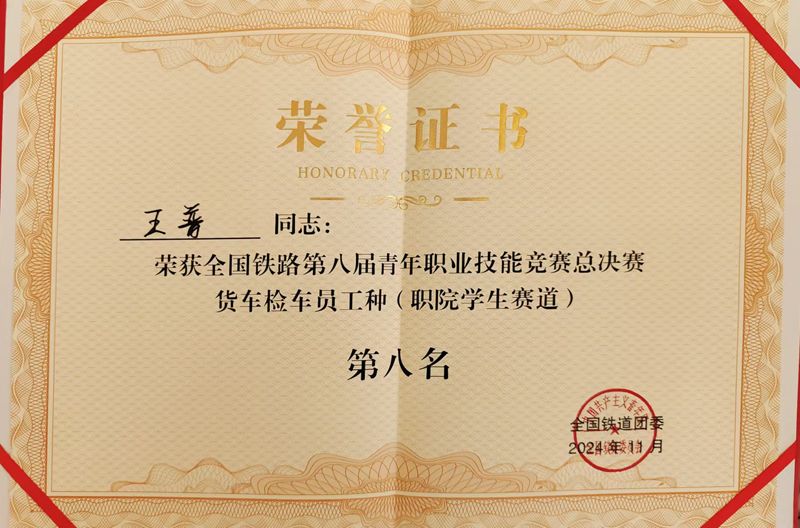 荣誉证书
HONORARY CREDENTIAL
王普 同志：
荣获全国铁路第八届青年职业技能竞赛总决赛
货车检车员工种（职院学生赛道）
第八名
全国铁道团委
2024年11月